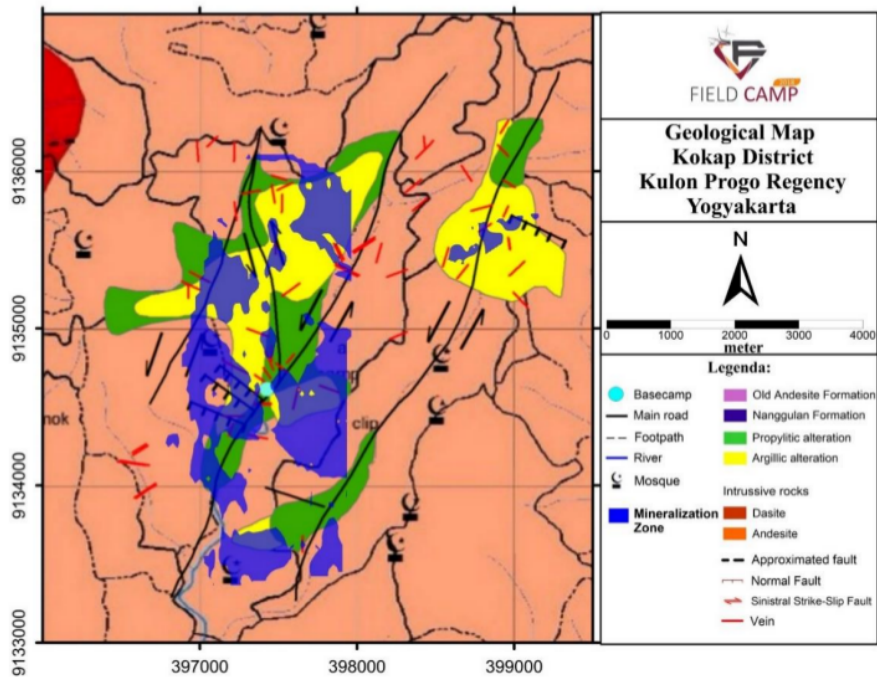 FIELD CAMP
Geological Map
Kokap District
Kulon Progo Regency
Yogyakarta
N
0 1000 2000 3000 4000
meter
Legenda:
Basecamp
Main road
Footpath
River
Mosque
Mineralization
Zone
Old Andesite Formation
Nanggulan Formation
Propylitic alteration
Argillic alteration
Intrussive rocks
Dasite
Andesite
Approximated fault
Normal Fault
Sinistral Strike-Slip Fault
Vein
9136000
9135000
9134000
9133000
nok
clip
397000 398000 399000